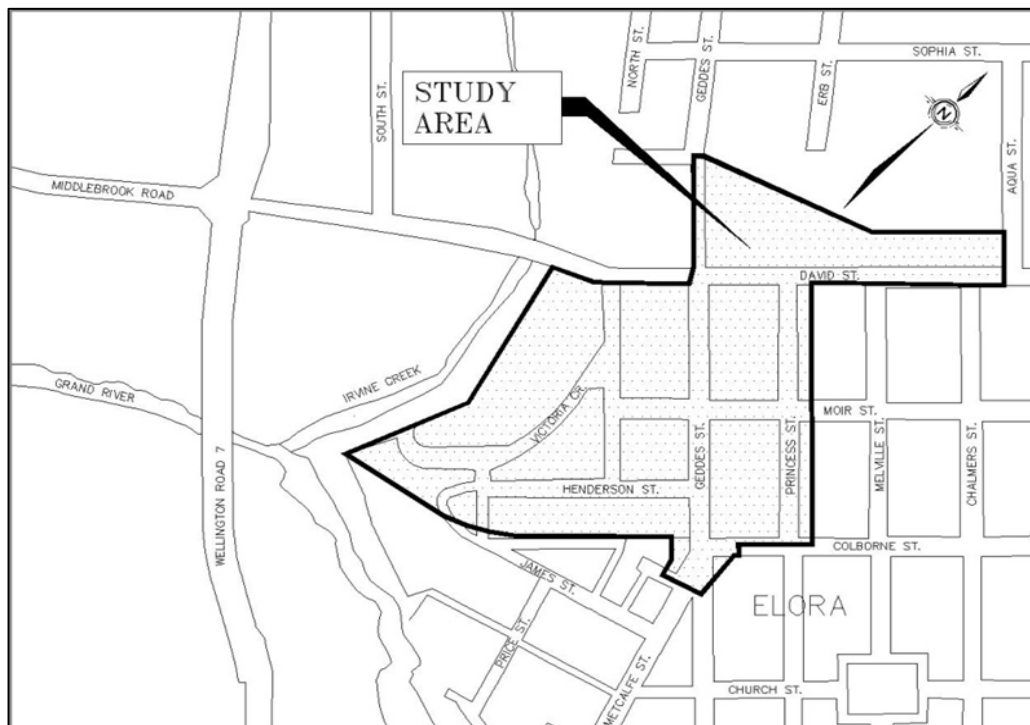 SOPHIA ST.
NORTH ST.
GEDDES ST.
ERB ST.
STUDY
AREA
SOUTH ST.
N
AQUA ST.
MIDDLEBROOK ROAD
DAVID ST.
IRVINE CREEK
GRAND RIVER
VICTORIA CR.
MOIR ST.
GEDDES ST.
PRINCESS ST.
MELVILLE ST.
CHALMERS ST.
WELLINGTON ROAD 7
HENDERSON ST.
COLBORNE ST.
JAMES ST.
ELORA
PRICE ST.
METCALFE ST.
CHURCH ST.